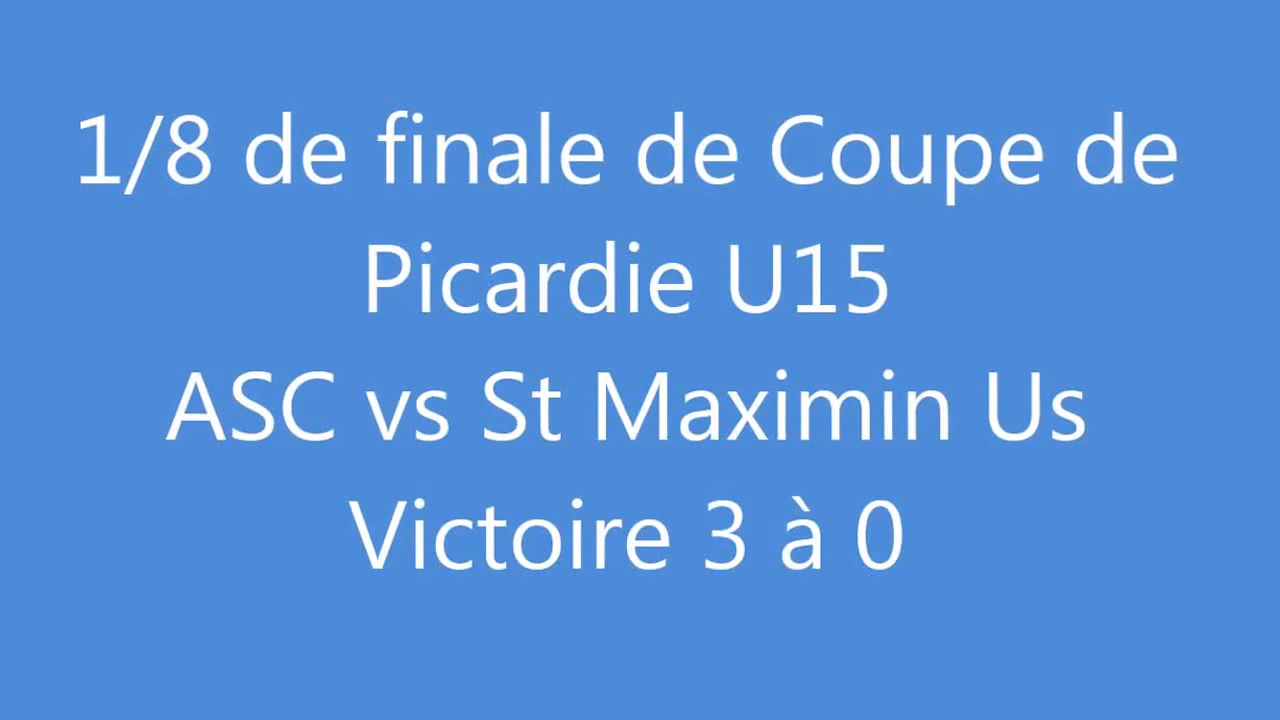 1/8 de finale de Coupe de
Picardie U15
ASC vs St Maximin Us
Victoire 3 à 0